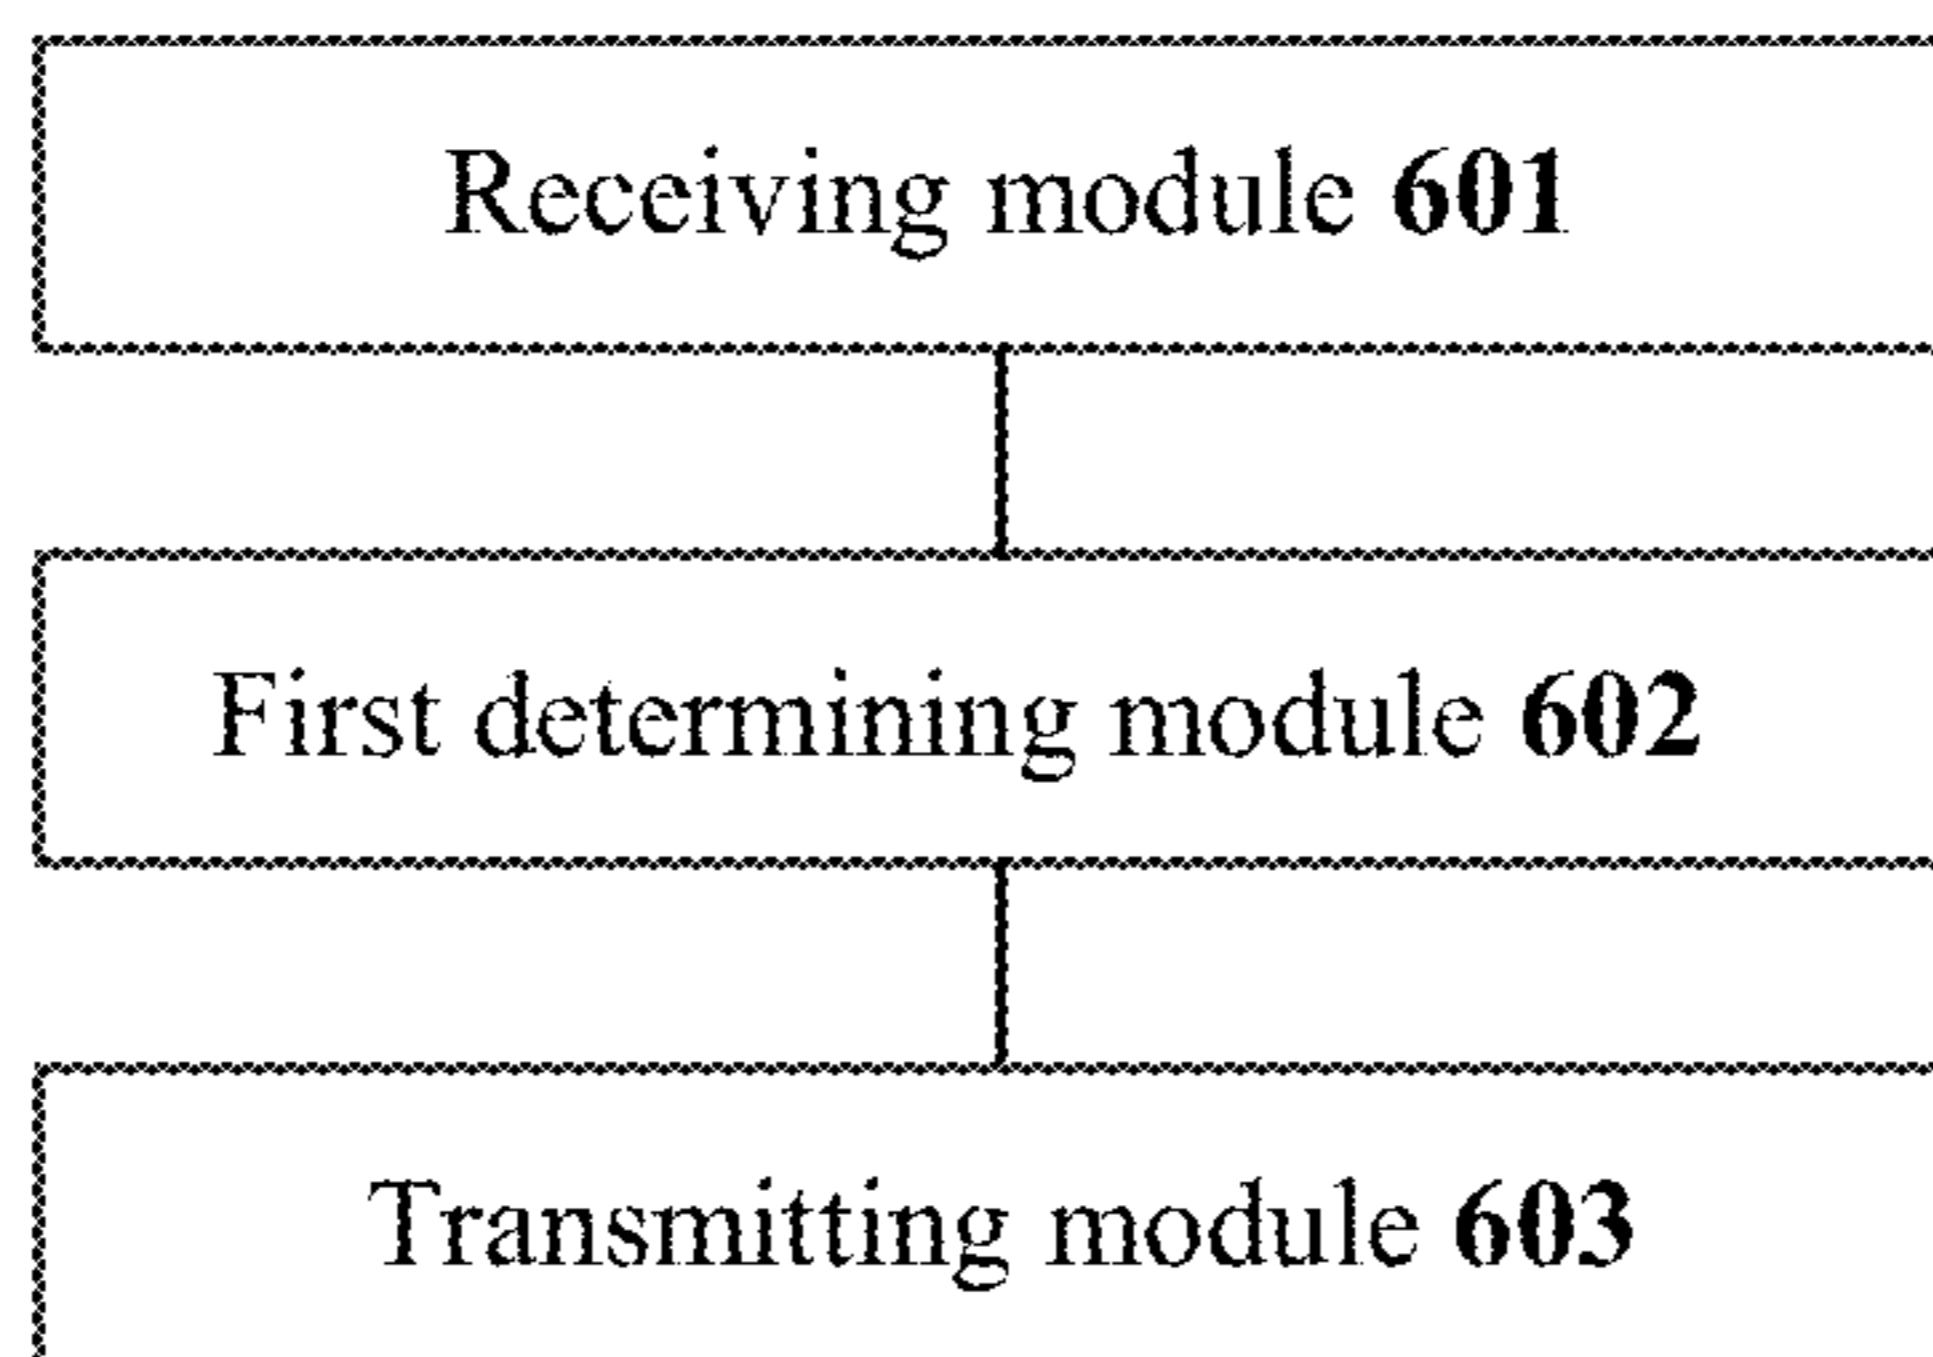 Receiving module 601
First determining module 602
Transmitting module 603